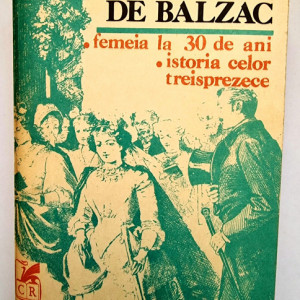 DE BALZAC
.femeia la 30 de ani
.istoria celor
treisprezece
CR